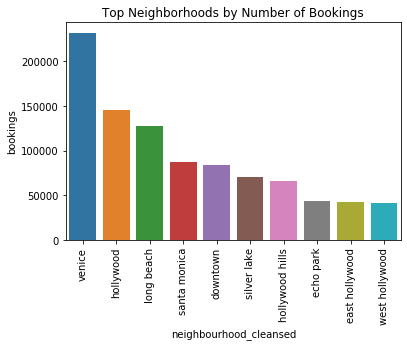 Top Neighborhoods by Number of Bookings
bookings
200000
150000
100000
50000
0
venice
hollywood
long beach
santa monica
downtown
silver lake
hollywood hills
echo park
east hollywood
west hollywood
neighbourhood_cleansed